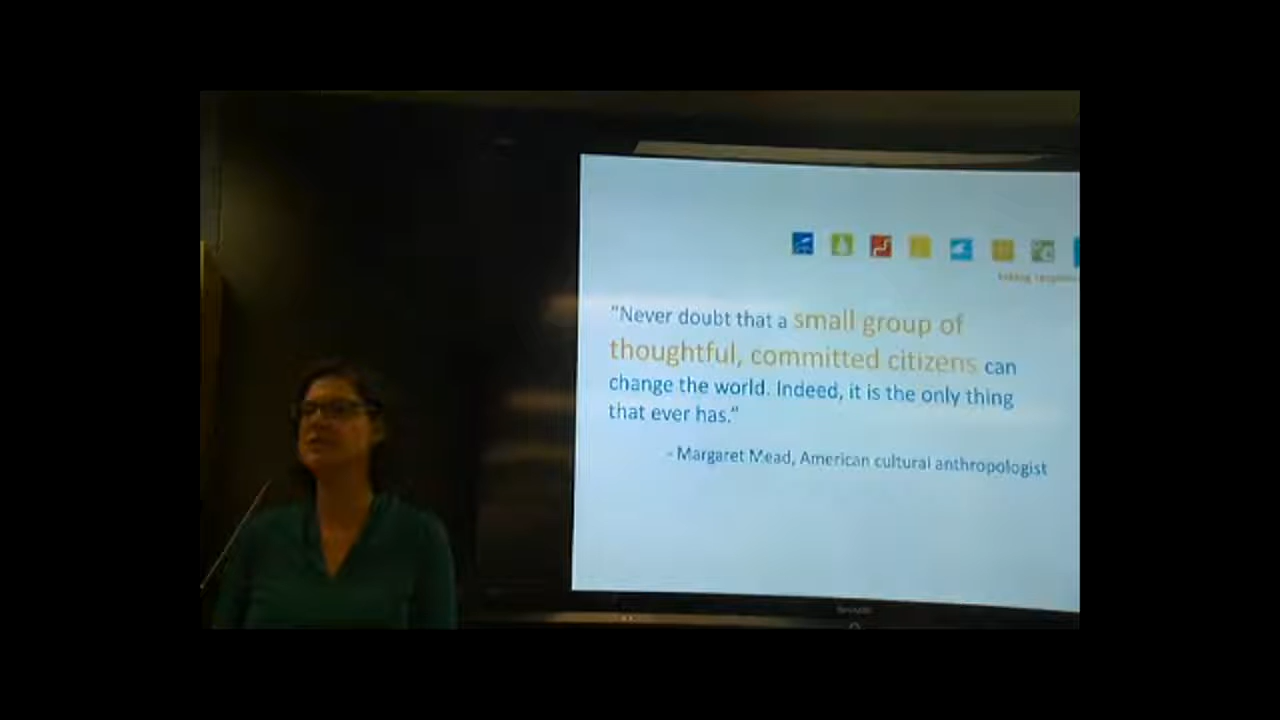 “Never doubt that a small group of
thoughtful, committed citizens can
change the world. Indeed, it is the only thing
that ever has.”
- Margaret Mead, American cultural anthropologist